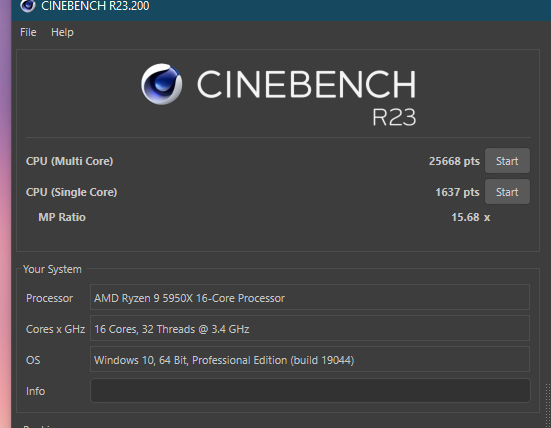 CINEBENCH R23.200
File Help
CINEBENCH
R23
CPU (Multi Core) 25668 pts Start
CPU (Single Core) 1637 pts Start
MP Ratio 15.68 x
Your System
Processor AMD Ryzen 9 5950X 16-Core Processor
Cores x GHz 16 Cores, 32 Threads @ 3.4 GHz
OS Windows 10, 64 Bit, Professional Edition (build 19044)
Info